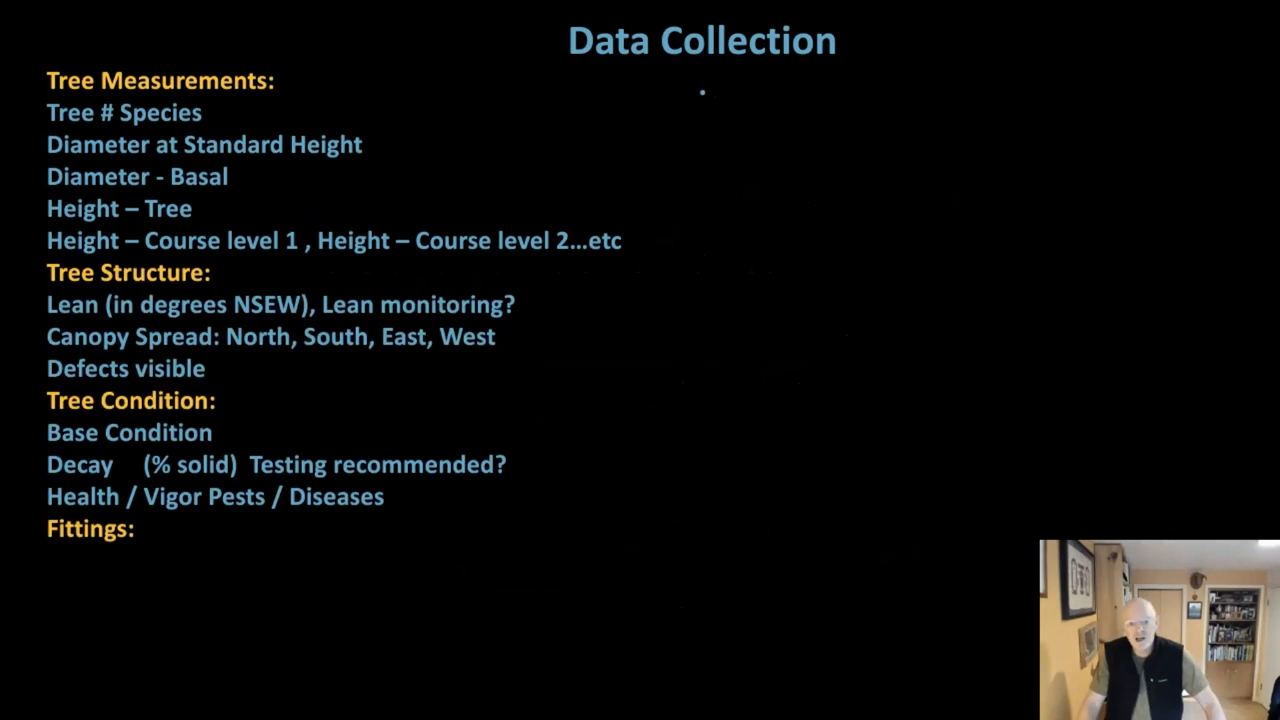 Data Collection
Tree Measurements:
Tree # Species
Diameter at Standard Height
Diameter - Basal
Height – Tree
Height – Course level 1 , Height – Course level 2...etc
Tree Structure:
Lean (in degrees NSEW), Lean monitoring?
Canopy Spread: North, South, East, West
Defects visible
Tree Condition:
Base Condition
Decay (% solid) Testing recommended?
Health / Vigor Pests / Diseases
Fittings: